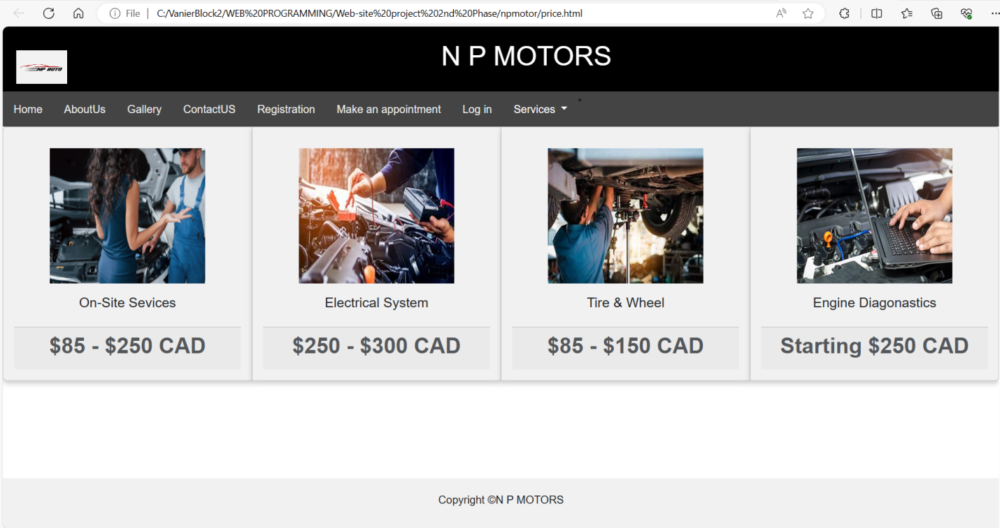 File | C:/VanierBlock2/WEB%20PROGRAMMING/Web-site%20project%202nd%20Phase/npmotor/price.html
N P MOTORS
NP AUTO
Home AboutUs Gallery ContactUS Registration Make an appointment Log in Services
On-Site Sevices Electrical System Tire & Wheel Engine Diagonastics
$85 - $250 CAD $250 - $300 CAD $85 - $150 CAD Starting $250 CAD
Copyright ©N P MOTORS